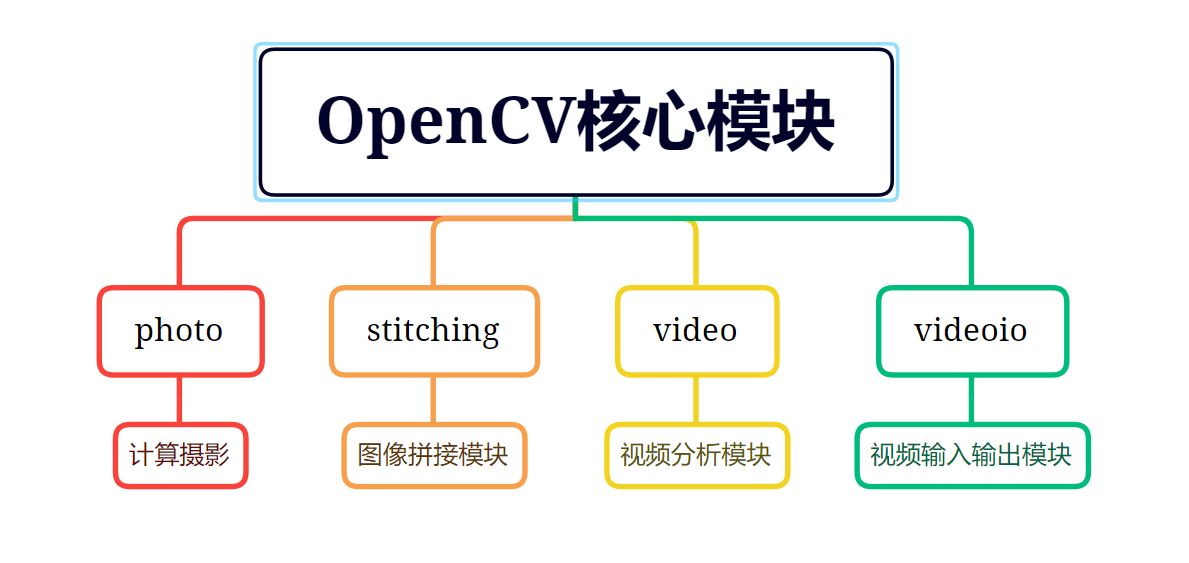 OpenCV核心模块
photo
stitching
video
videoio
计算摄影
图像拼接模块
视频分析模块
视频输入输出模块